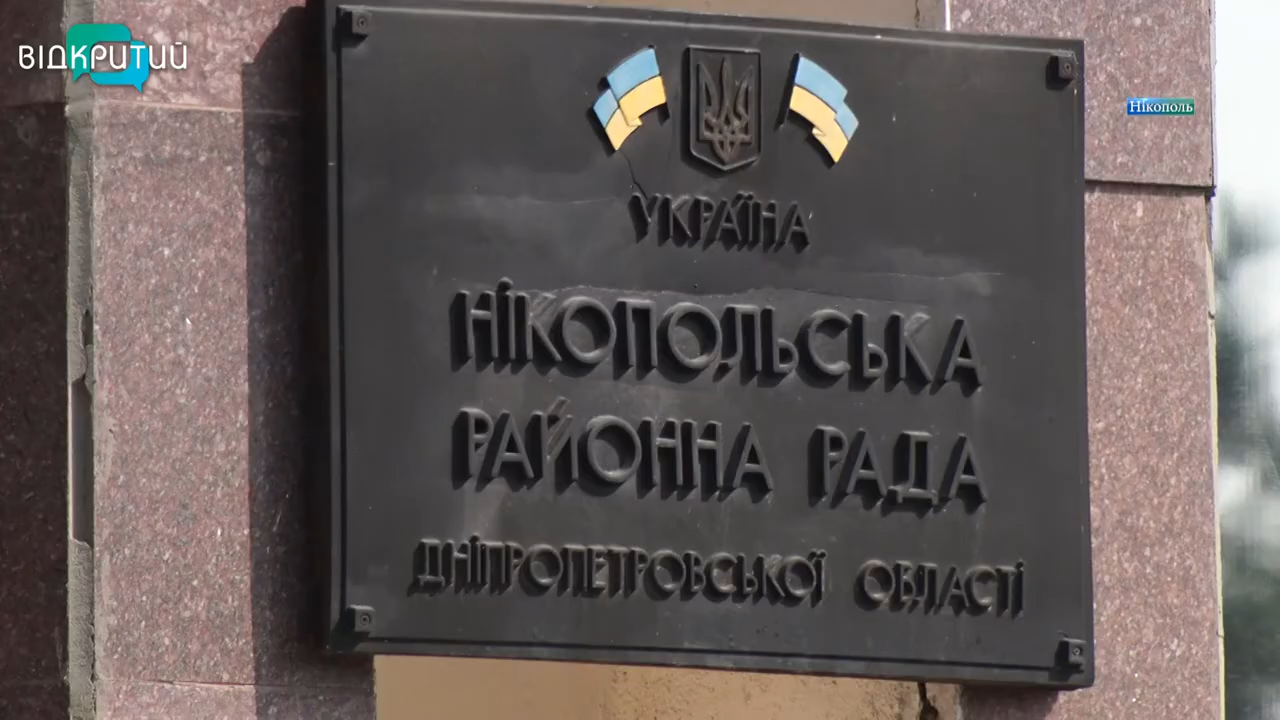 ВІДКРИТИЙ
Нікополь
УКРАЇНА
НІКОПОЛЬСЬКА
РАЙОННА РАДА
ДНІПРОПЕТРОВСЬКОЇ ОБЛАСТІ